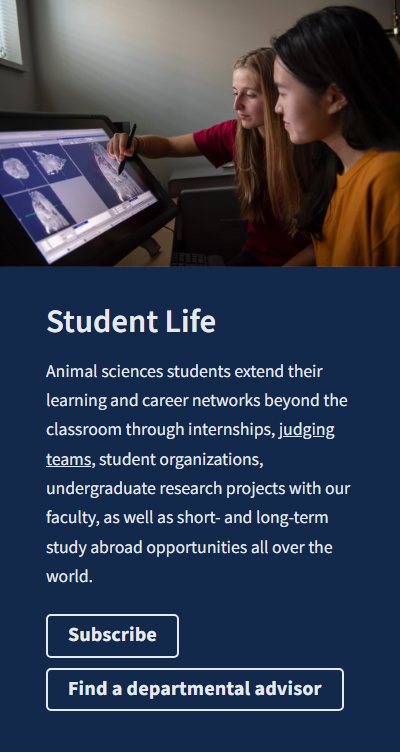 Student Life
Animal sciences students extend their
learning and career networks beyond the
classroom through internships, judging
teams, student organizations,
undergraduate research projects with our
faculty, as well as short- and long-term
study abroad opportunities all over the
world.
Subscribe
Find a departmental advisor